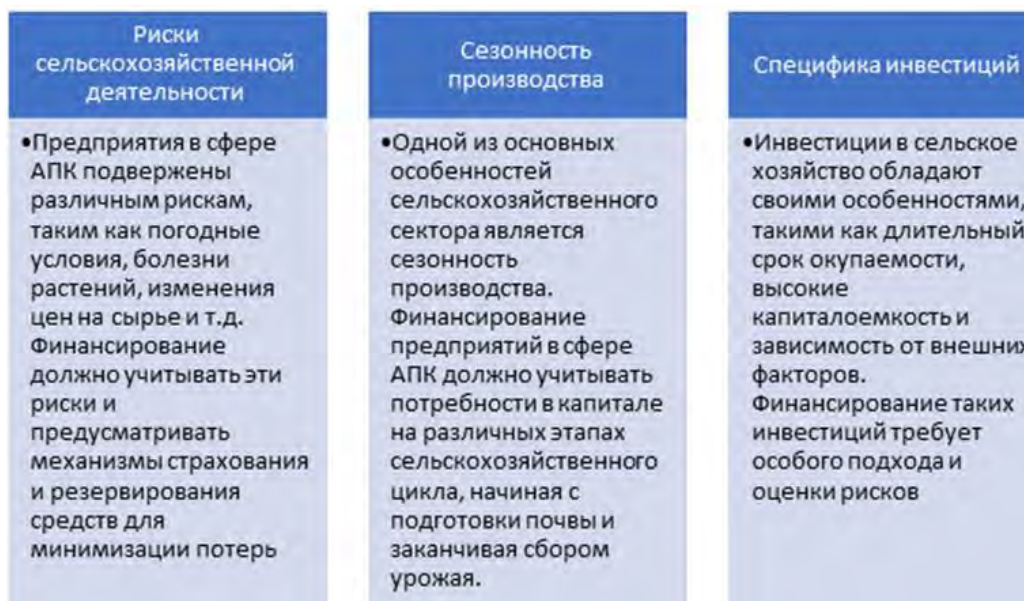 Риски
сельскохозяйственной
деятельности
•Предприятия в сфере
АПК подвержены
различным рискам,
таким как погодные
условия, болезни
растений, изменения
цен на сырье и т.д.
Финансирование
должно учитывать эти
риски и
предусматривать
механизмы страхования
и резервирования
средств для
минимизации потерь
Сезонность
производства
•Одной из основных
особенностей
сельскохозяйственного
сектора является
сезонность
производства.
Финансирование
предприятий в сфере
АПК должно учитывать
потребности в капитале
на различных этапах
сельскохозяйственного
цикла, начиная с
подготовки почвы и
заканчивая сбором
урожая.
Специфика инвестиций
•Инвестиции в сельское
хозяйство обладают
своими особенностями,
такими как длительный
срок окупаемости,
высокие
капиталоемкость и
зависимость от внешних
факторов.
Финансирование таких
инвестиций требует
особого подхода и
оценки рисков